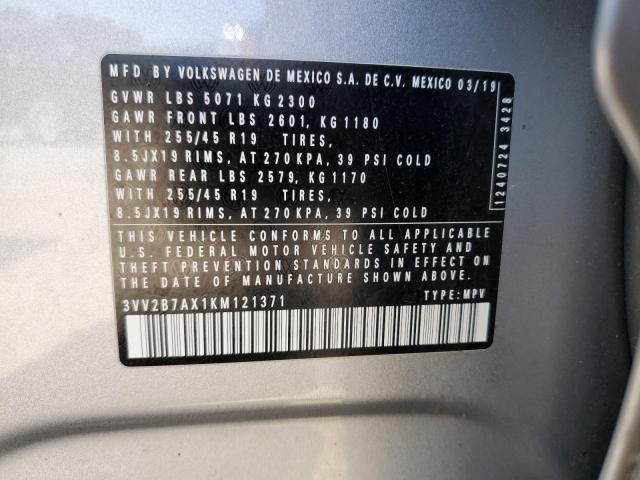 MFD BY VOLKSWAGEN DE MEXICO S.A. DE C.V. MEXICO 03/19
GVWR LBS 5071 KG 2300
GAWR FRONT LBS 2601, KG 1180
WITH 255/45 R19 TIRES,
8.5JX19 RIMS, AT 270 KPA, 39 PSI COLD
GAWR REAR LBS 2579, KG 1170
WITH 255/45 R19 TIRES,
8.5JX19 RIMS, AT 270 KPA, 39 PSI COLD
1240724 3428
THIS VEHICLE CONFORMS TO ALL APPLICABLE
U.S. FEDERAL MOTOR VEHICLE SAFETY AND
THEFT PREVENTION STANDARDS IN EFFECT ON
THE DATE OF MANUFACTURE SHOWN ABOVE.
3VV2B7AX1KM121371 TYPE: MPV